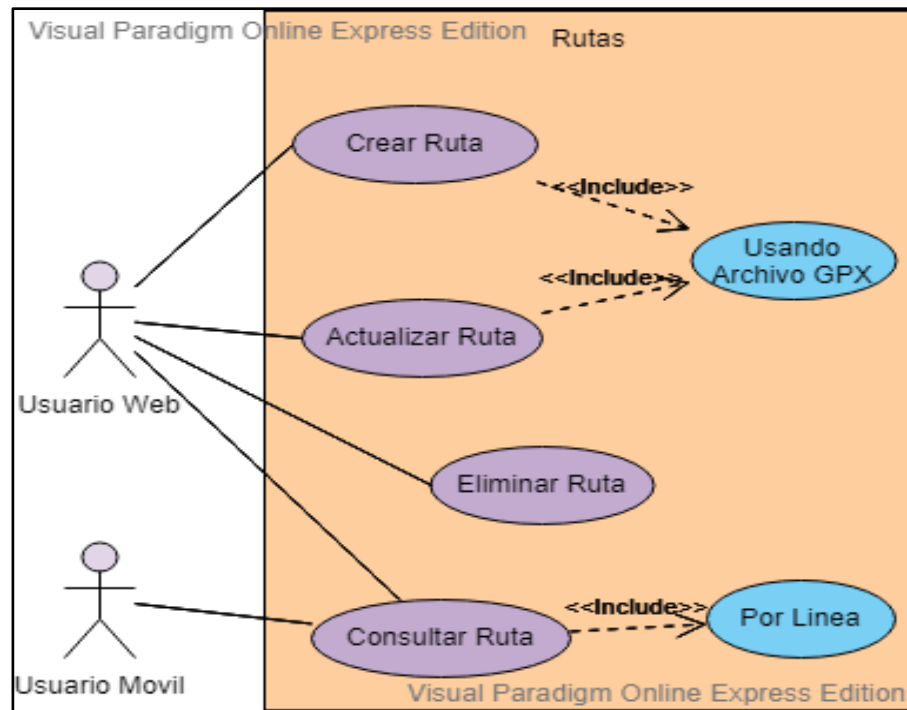 Visual Paradigm Online Express Edition
Rutas
Crear Ruta
<<Include>>
Usando
Archivo GPX
<<Include>>
Actualizar Ruta
Usuario Web
Eliminar Ruta
<<Include>>
Por Linea
Consultar Ruta
Usuario Movil
Visual Paradigm Online Express Edition